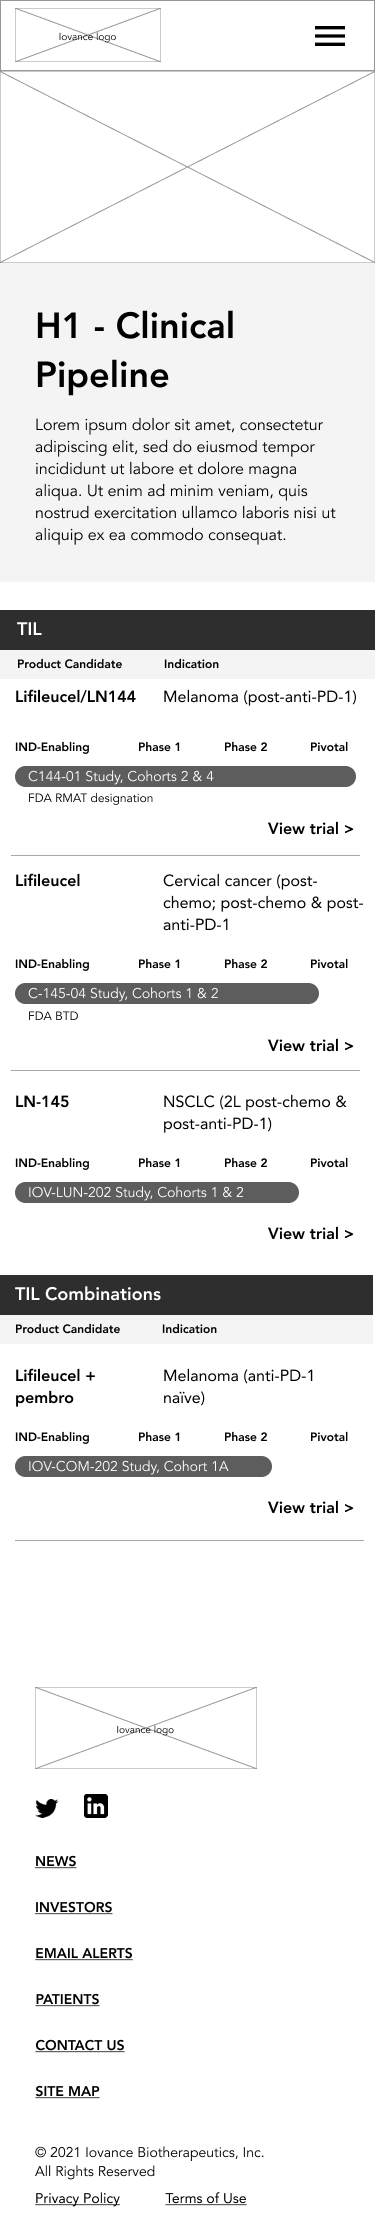 Iovance logo
H1 - Clinical
Pipeline
Lorem ipsum dolor sit amet, consectetur
adipiscing elit, sed do eiusmod tempor
incididunt ut labore et dolore magna
aliqua. Ut enim ad minim veniam, quis
nostrud exercitation ullamco laboris nisi ut
aliquip ex ea commodo consequat.
TIL
Product Candidate Indication
Lifileucel/LN144 Melanoma (post-anti-PD-1)
IND-Enabling Phase 1 Phase 2 Pivotal
C144-01 Study, Cohorts 2 & 4
FDA RMAT designation
View trial >
Lifileucel Cervical cancer (post-
chemo; post-chemo & post-
anti-PD-1
IND-Enabling Phase 1 Phase 2 Pivotal
C-145-04 Study, Cohorts 1 & 2
FDA BTD
View trial >
LN-145 NSCLC (2L post-chemo &
post-anti-PD-1)
IND-Enabling Phase 1 Phase 2 Pivotal
IOV-LUN-202 Study, Cohorts 1 & 2
View trial >
TIL Combinations
Product Candidate Indication
Lifileucel + Melanoma (anti-PD-1
pembro naïve)
IND-Enabling Phase 1 Phase 2 Pivotal
IOV-COM-202 Study, Cohort 1A
View trial >
Iovance logo
in
NEWS
INVESTORS
EMAIL ALERTS
PATIENTS
CONTACT US
SITE MAP
© 2021 Iovance Biotherapeutics, Inc.
All Rights Reserved
Privacy Policy Terms of Use